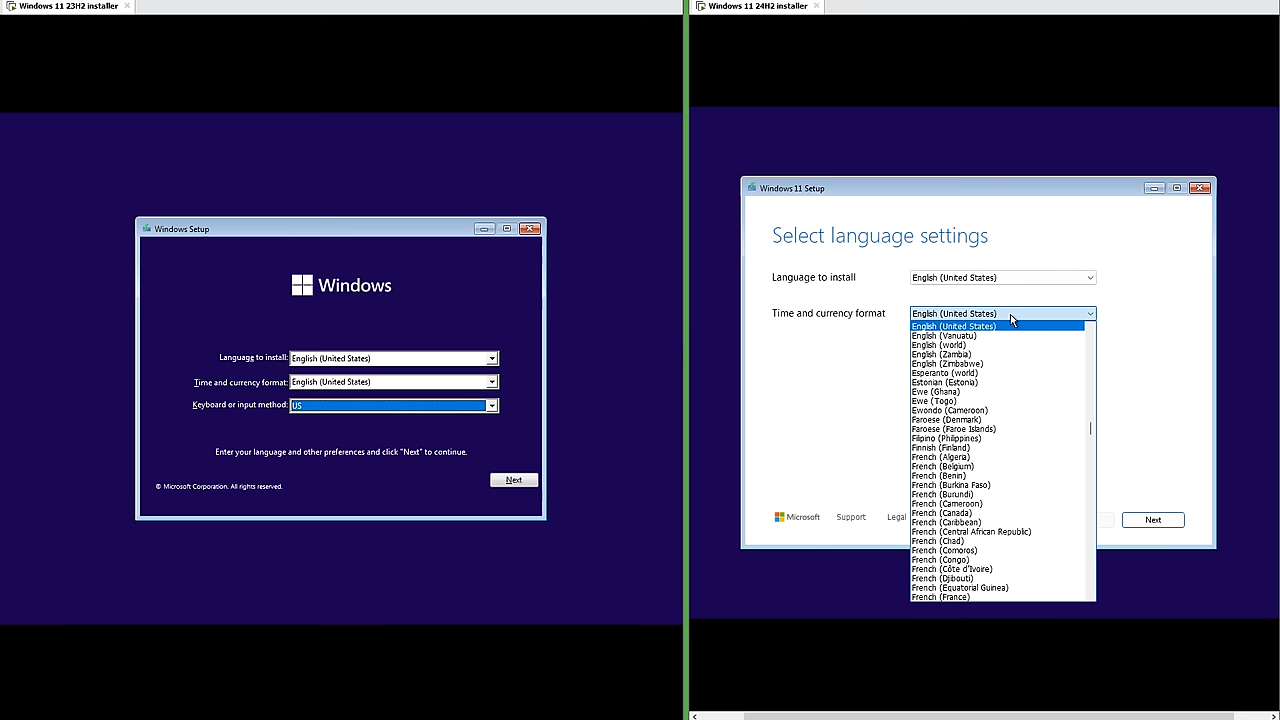 Windows 11 23H2 installer
Windows Setup
Windows
Language to install: English (United States)
Time and currency format: English (United States)
Keyboard or input method: US
Enter your language and other preferences and click "Next" to continue.
© Microsoft Corporation. All rights reserved.
Next
Windows 11 24H2 installer
Windows 11 Setup
Select language settings
Language to install English (United States)
Time and currency format English (United States)
English (United States)
English (Vanuatu)
English (world)
English (Zambia)
English (Zimbabwe)
Esperanto (world)
Estonian (Estonia)
Ewe (Ghana)
Ewe (Togo)
Ewondo (Cameroon)
Faroese (Denmark)
Faroese (Faroe Islands)
Filipino (Philippines)
Finnish (Finland)
French (Algeria)
French (Belgium)
French (Benin)
French (Burkina Faso)
French (Burundi)
French (Cameroon)
French (Canada)
French (Caribbean)
French (Central African Republic)
French (Chad)
French (Comoros)
French (Congo)
French (Côte d'Ivoire)
French (Djibouti)
French (Equatorial Guinea)
French (France)
Microsoft Support Legal
Next